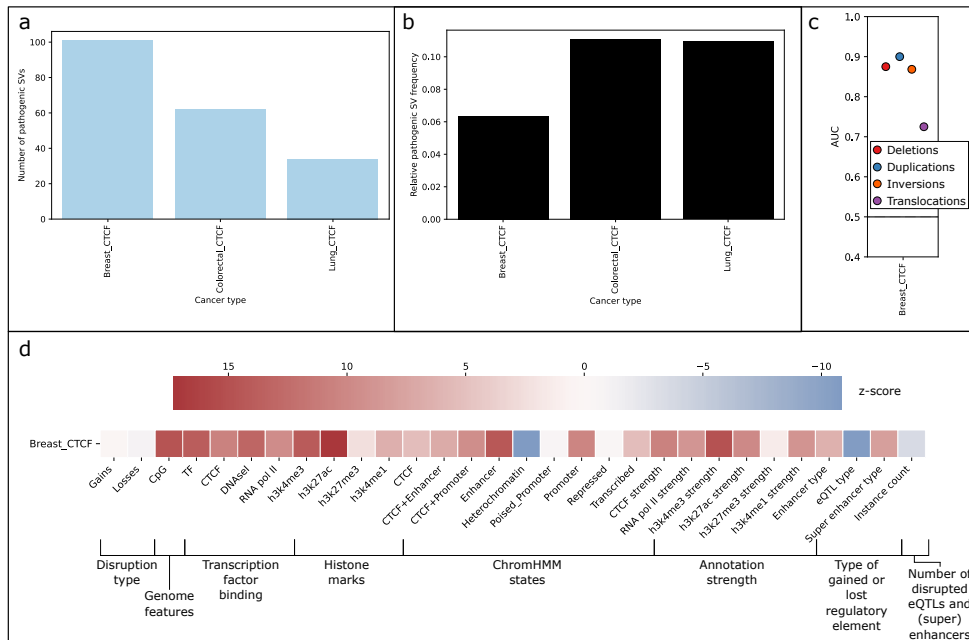 a
100
80
60
40
20
0
Number of pathogenic SVs
Breast_CTCF
Colorectal_CTCF
Lung_CTCF
Cancer type
b
0.10
0.08
0.06
0.04
0.02
0.00
Relative pathogenic SV frequency
Breast_CTCF
Colorectal_CTCF
Lung_CTCF
Cancer type
c
1.0
0.9
0.8
0.7
0.6
0.5
0.4
AUC
Deletions
Duplications
Inversions
Translocations
Breast_CTCF
d
15
10
5
0
−5
−10
z-score
Breast_CTCF
Gains
Losses
CpG
TF
CTCF
DNAseI
RNA pol II
h3k4me3
h3k27ac
h3k27me3
h3k4me1
CTCF
CTCF+Enhancer
CTCF+Promoter
Enhancer
Heterochromatin
Poised_Promoter
Promoter
Repressed
Transcribed
CTCF strength
RNA pol II strength
h3k4me3 strength
h3k27ac strength
h3k27me3 strength
h3k4me1 strength
Enhancer type
eQTL type
Super enhancer type
Instance count
Disruption
type
Genome
features
Transcription
factor
binding
Histone
marks
ChromHMM
states
Annotation
strength
Type of
gained or
lost
regulatory
element
Number of
disrupted
eQTLs and
(super)
enhancers